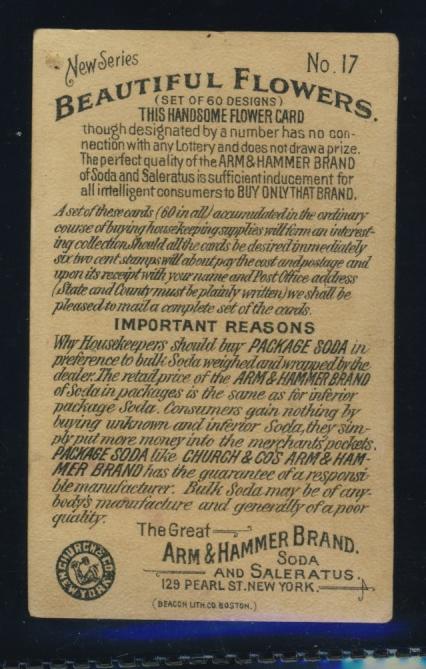 New Series
No. 17
BEAUTIFUL FLOWERS.
(SET OF 60 DESIGNS)
THIS HANDSOME FLOWER CARD
though designated by a number has no con-
nection with any Lottery and does not draw a prize.
The perfect quality of the ARM & HAMMER BRAND
of Soda and Saleratus is sufficient inducement for
all intelligent consumers to BUY ONLY THAT BRAND.
A set of these cards (60 in all) accumulated in the ordinary
course of buying housekeeping supplies will form an interest-
ing collection. Should all the cards be desired immediately
six two cent stamps will about pay the cost and postage and
upon its receipt with your name and Post Office address
(State and County must be plainly written) we shall be
pleased to mail a complete set of the cards.
IMPORTANT REASONS
Why Housekeepers should buy PACKAGE SODA in
preference to bulk Soda weighed and wrapped by the
dealer. The retail price of the ARM & HAMMER BRAND
of Soda in packages is the same as for inferior
package Soda. Consumers gain nothing by
buying unknown and inferior Soda, they sim-
ply put more money into the merchants' pockets.
PACKAGE SODA like CHURCH & CO'S ARM & HAM-
MER BRAND has the guarantee of a responsi-
ble manufacturer. Bulk Soda may be of any-
body's manufacture and generally of a poor
quality.
The Great
ARM & HAMMER BRAND.
SODA
AND SALERATUS.
129 PEARL ST. NEW YORK.
CHURCH & CO.
NEW YORK
(BEACON LITH. CO. BOSTON.)